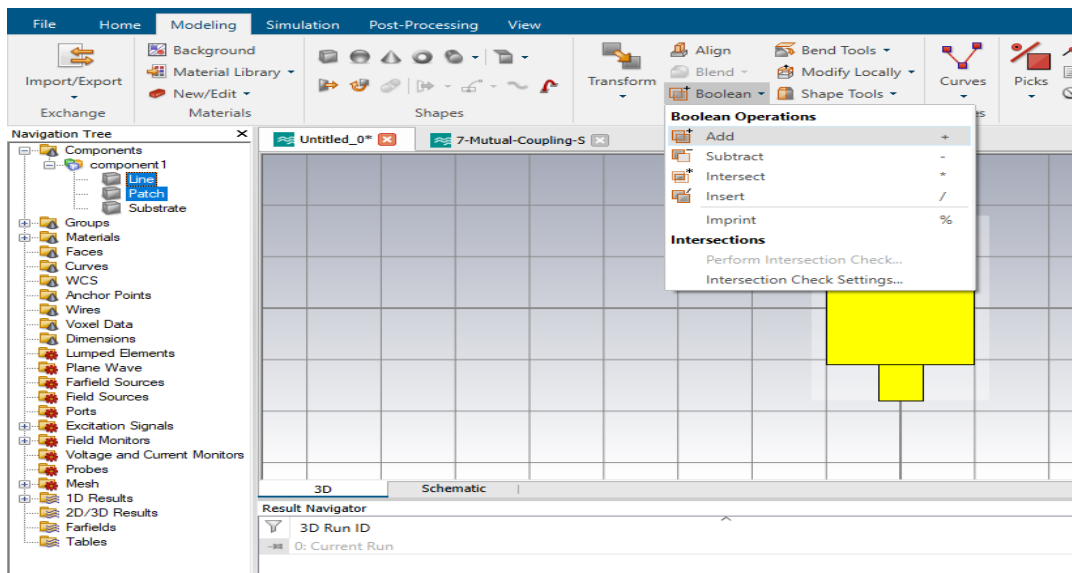 File Home Modeling Simulation Post-Processing View
Import/Export
Exchange
Background
Material Library
New/Edit
Materials
Shapes
Transform
Align
Blend
Boolean
Bend Tools
Modify Locally
Shape Tools
Curves
Picks
Boolean Operations
Add +
Subtract -
Intersect *
Insert /
Imprint %
Intersections
Perform Intersection Check...
Intersection Check Settings...
Navigation Tree
Components
component1
Line
Patch
Substrate
Groups
Materials
Faces
Curves
WCS
Anchor Points
Wires
Voxel Data
Dimensions
Lumped Elements
Plane Wave
Farfield Sources
Field Sources
Ports
Excitation Signals
Field Monitors
Voltage and Current Monitors
Probes
Mesh
1D Results
2D/3D Results
Farfields
Tables
Untitled_0* 7-Mutual-Coupling-S
3D Schematic
Result Navigator
3D Run ID
0: Current Run